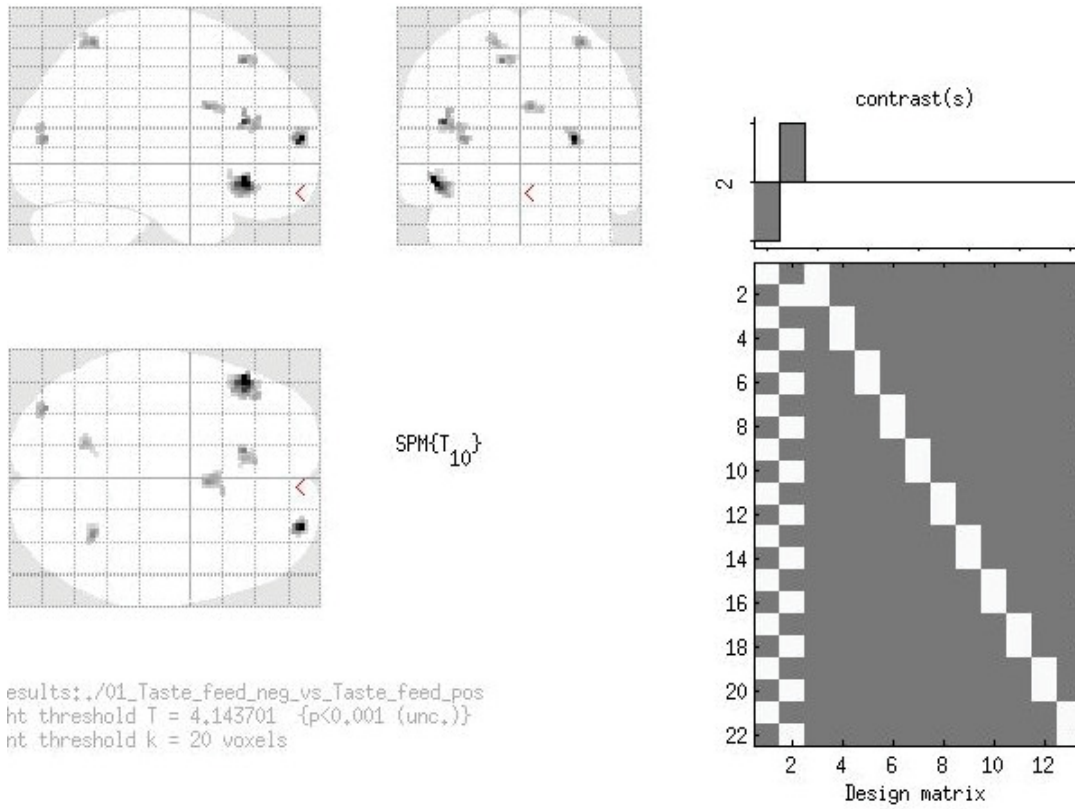 contrast(s)
2
SPM{T10}
2
4
6
8
10
12
14
16
18
20
22
2 4 6 8 10 12
Design matrix
esults:./01_Taste_feed_neg_vs_Taste_feed_pos
ht threshold T = 4.143701 {p<0.001 (unc.)}
nt threshold k = 20 voxels